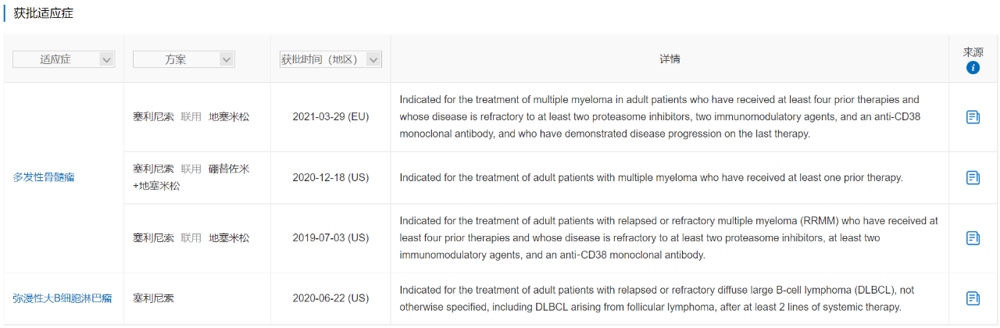 获批适应症
适应症
方案
获批时间（地区）
详情
来源
多发性骨髓瘤
塞利尼索 联用 地塞米松
2021-03-29 (EU)
Indicated for the treatment of multiple myeloma in adult patients who have received at least four prior therapies and
whose disease is refractory to at least two proteasome inhibitors, two immunomodulatory agents, and an anti-CD38
monoclonal antibody, and who have demonstrated disease progression on the last therapy.
塞利尼索 联用 硼替佐米
+地塞米松
2020-12-18 (US)
Indicated for the treatment of adult patients with multiple myeloma who have received at least one prior therapy.
塞利尼索 联用 地塞米松
2019-07-03 (US)
Indicated for the treatment of adult patients with relapsed or refractory multiple myeloma (RRMM) who have received at
least four prior therapies and whose disease is refractory to at least two proteasome inhibitors, at least two
immunomodulatory agents, and an anti-CD38 monoclonal antibody.
弥漫性大B细胞淋巴瘤
塞利尼索
2020-06-22 (US)
Indicated for the treatment of adult patients with relapsed or refractory diffuse large B-cell lymphoma (DLBCL), not
otherwise specified, including DLBCL arising from follicular lymphoma, after at least 2 lines of systemic therapy.